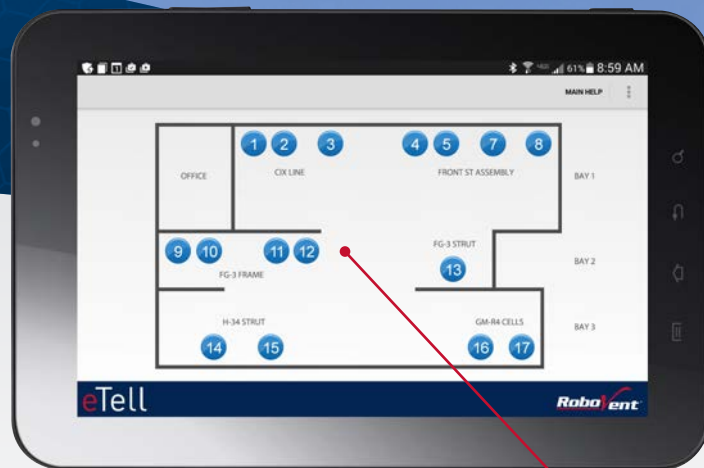 61% 8:59 AM
MAIN HELP
1 2 3 4 5 7 8
OFFICE
CIX LINE
FRONT ST ASSEMBLY
BAY 1
9 10 11 12
FG-3 STRUT
13
BAY 2
FG-3 FRAME
H-34 STRUT
GM-R4 CELLS
BAY 3
14 15 16 17
eTell
RoboVent